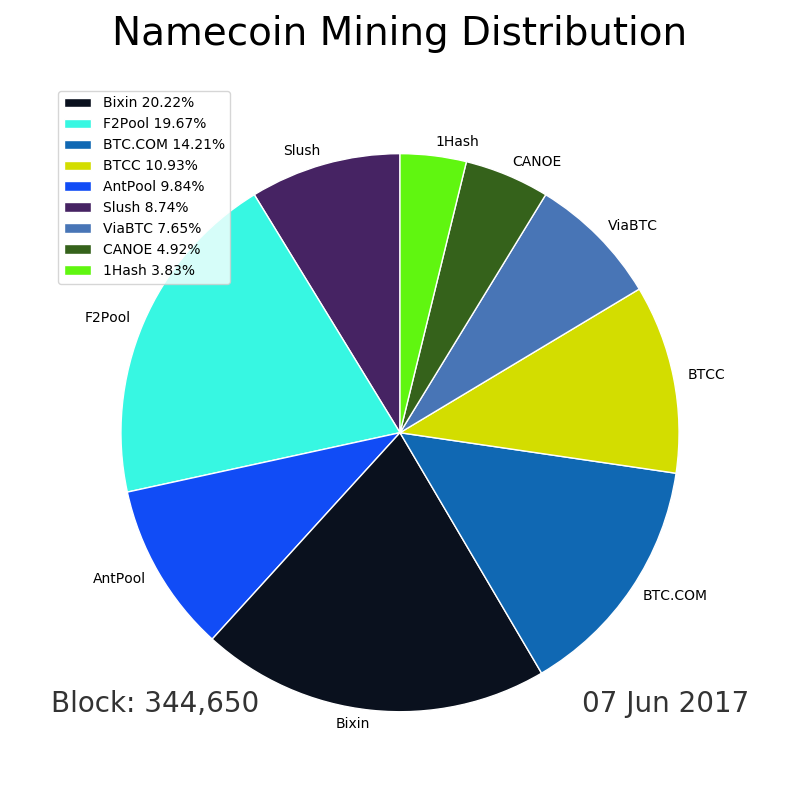 Namecoin Mining Distribution
Bixin 20.22%
F2Pool 19.67%
BTC.COM 14.21%
BTCC 10.93%
AntPool 9.84%
Slush 8.74%
ViaBTC 7.65%
CANOE 4.92%
1Hash 3.83%
1Hash
Slush
CANOE
ViaBTC
F2Pool
BTCC
AntPool
BTC.COM
Block: 344,650
07 Jun 2017
Bixin